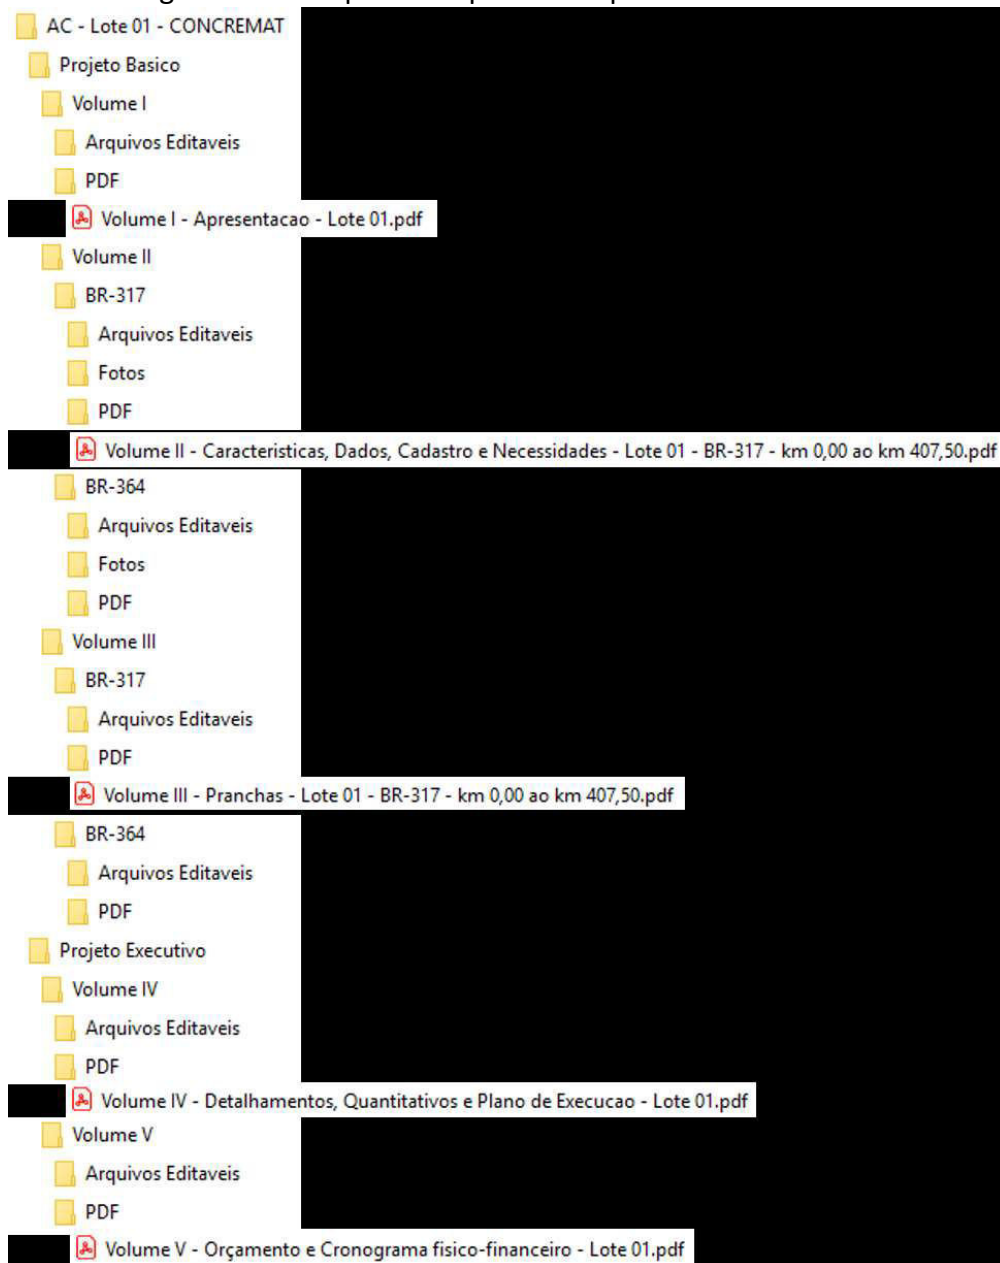 AC - Lote 01 - CONCREMAT
Projeto Basico
Volume I
Arquivos Editaveis
PDF
Volume I - Apresentacao - Lote 01.pdf
Volume II
BR-317
Arquivos Editaveis
Fotos
PDF
Volume II - Caracteristicas, Dados, Cadastro e Necessidades - Lote 01 - BR-317 - km 0,00 ao km 407,50.pdf
BR-364
Arquivos Editaveis
Fotos
PDF
Volume III
BR-317
Arquivos Editaveis
PDF
Volume III - Pranchas - Lote 01 - BR-317 - km 0,00 ao km 407,50.pdf
BR-364
Arquivos Editaveis
PDF
Projeto Executivo
Volume IV
Arquivos Editaveis
PDF
Volume IV - Detalhamentos, Quantitativos e Plano de Execucao - Lote 01.pdf
Volume V
Arquivos Editaveis
PDF
Volume V - Orçamento e Cronograma fisico-financeiro - Lote 01.pdf